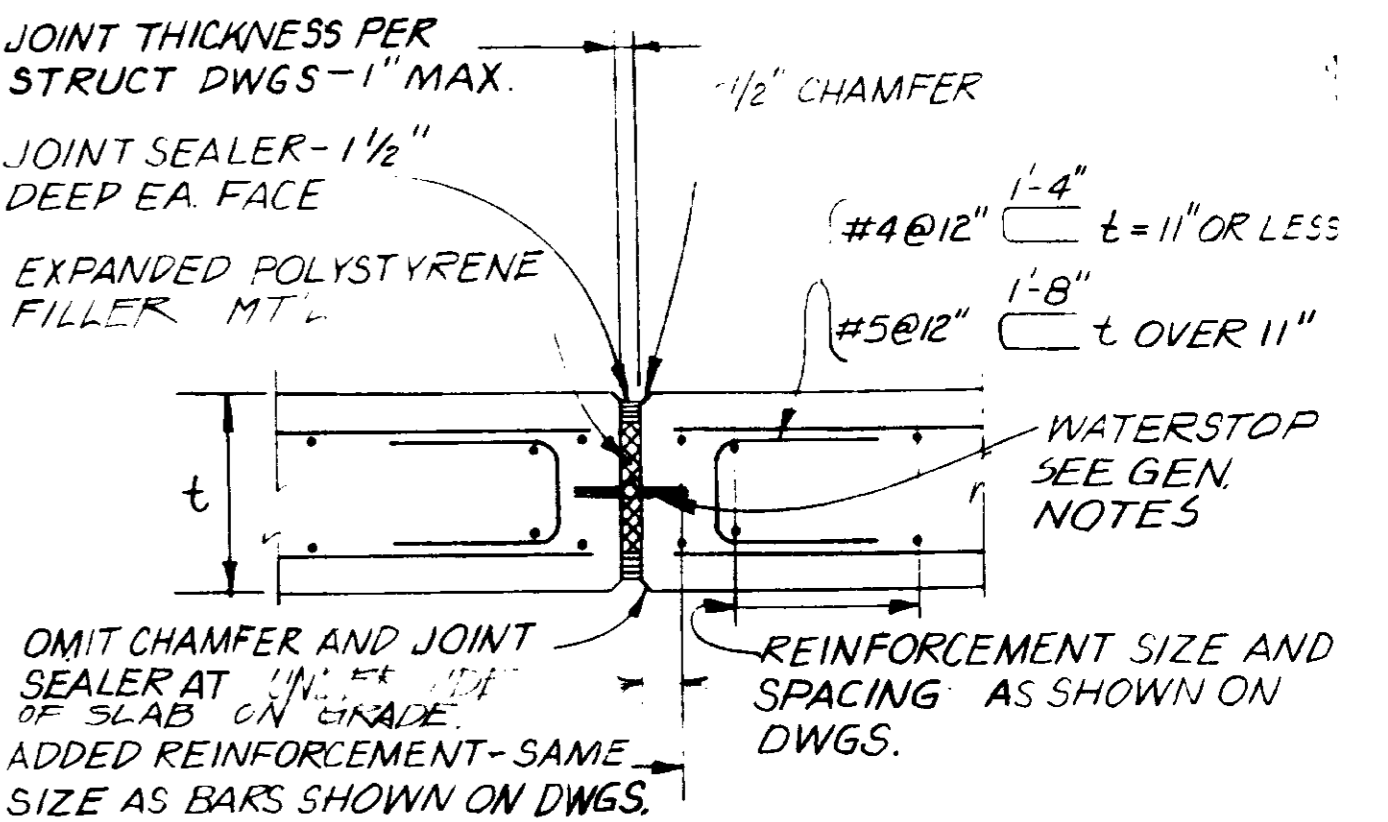 JOINT THICKNESS PER
STRUCT DWGS-1" MAX.
1/2" CHAMFER
JOINT SEALER-1 1/2"
DEEP EA. FACE
EXPANDED POLYSTYRENE
FILLER MT'L
1'-4"
#4@12" t = 11" OR LESS
1'-8"
#5@12" t OVER 11"
WATERSTOP
SEE GEN.
NOTES
t
OMIT CHAMFER AND JOINT
SEALER AT
OF SLAB ON GRADE.
ADDED REINFORCEMENT-SAME
SIZE AS BARS SHOWN ON DWGS.
REINFORCEMENT SIZE AND
SPACING AS SHOWN ON
DWGS.